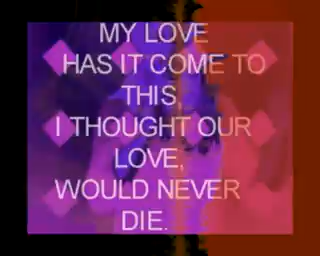 MY LOVE
HAS IT COME TO
THIS,
I THOUGHT OUR
LOVE,
WOULD NEVER
DIE.